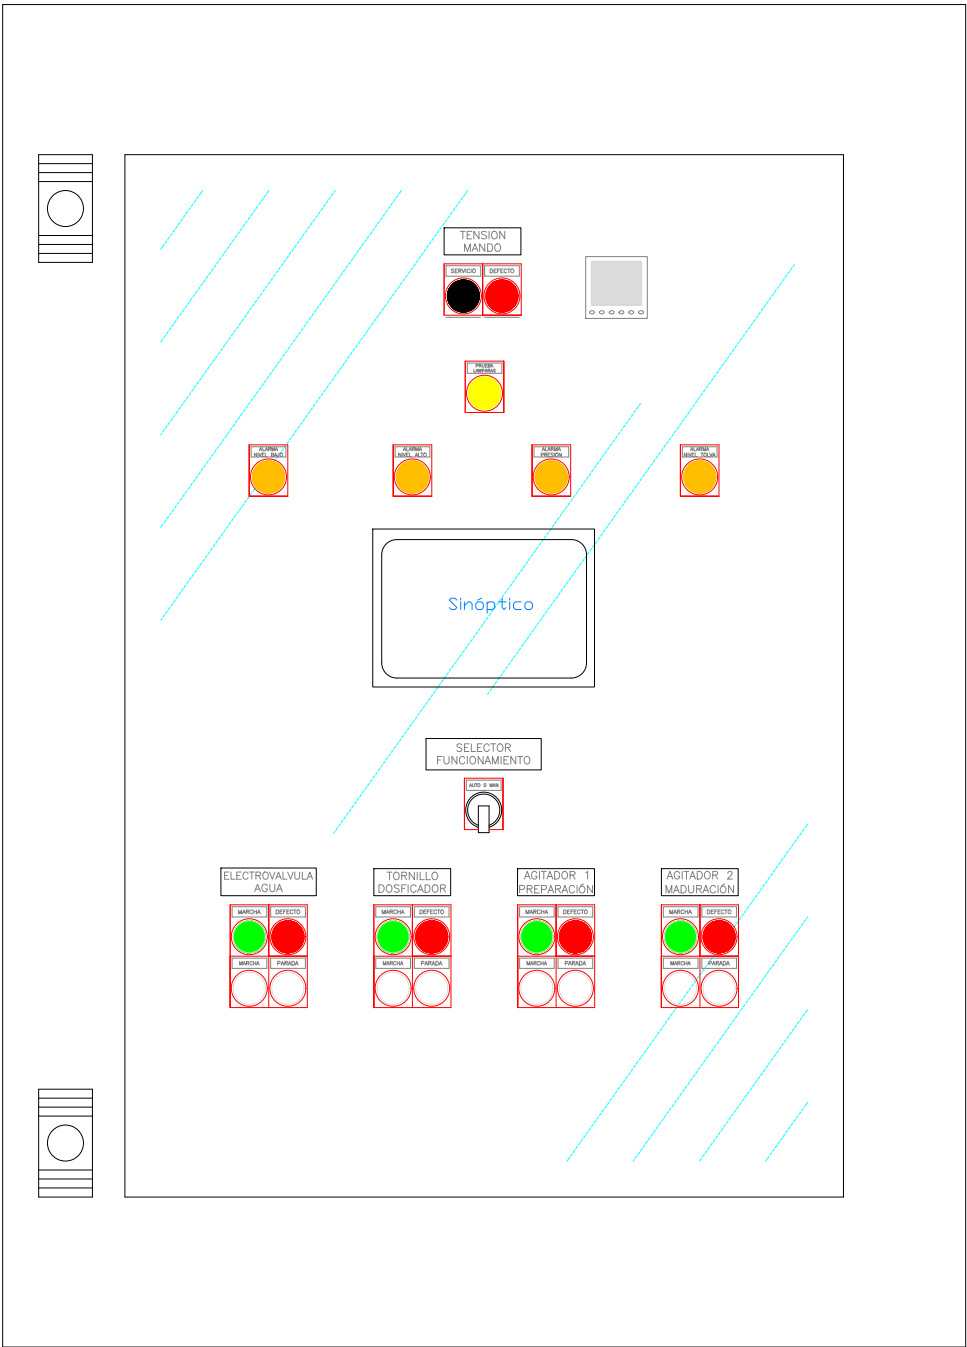 TENSION
MANDO
SERVICIO DEFECTO
PRUEBA
LAMPARAS
ALARMA
NIVEL BAJO
ALARMA
NIVEL ALTO
ALARMA
PRESIÓN
ALARMA
NIVEL TOLVA
Sinóptico
SELECTOR
FUNCIONAMIENTO
AUTO 0 MAN
ELECTROVALVULA
AGUA
MARCHA DEFECTO
MARCHA PARADA
TORNILLO
DOSIFICADOR
MARCHA DEFECTO
MARCHA PARADA
AGITADOR 1
PREPARACIÓN
MARCHA DEFECTO
MARCHA PARADA
AGITADOR 2
MADURACIÓN
MARCHA DEFECTO
MARCHA PARADA